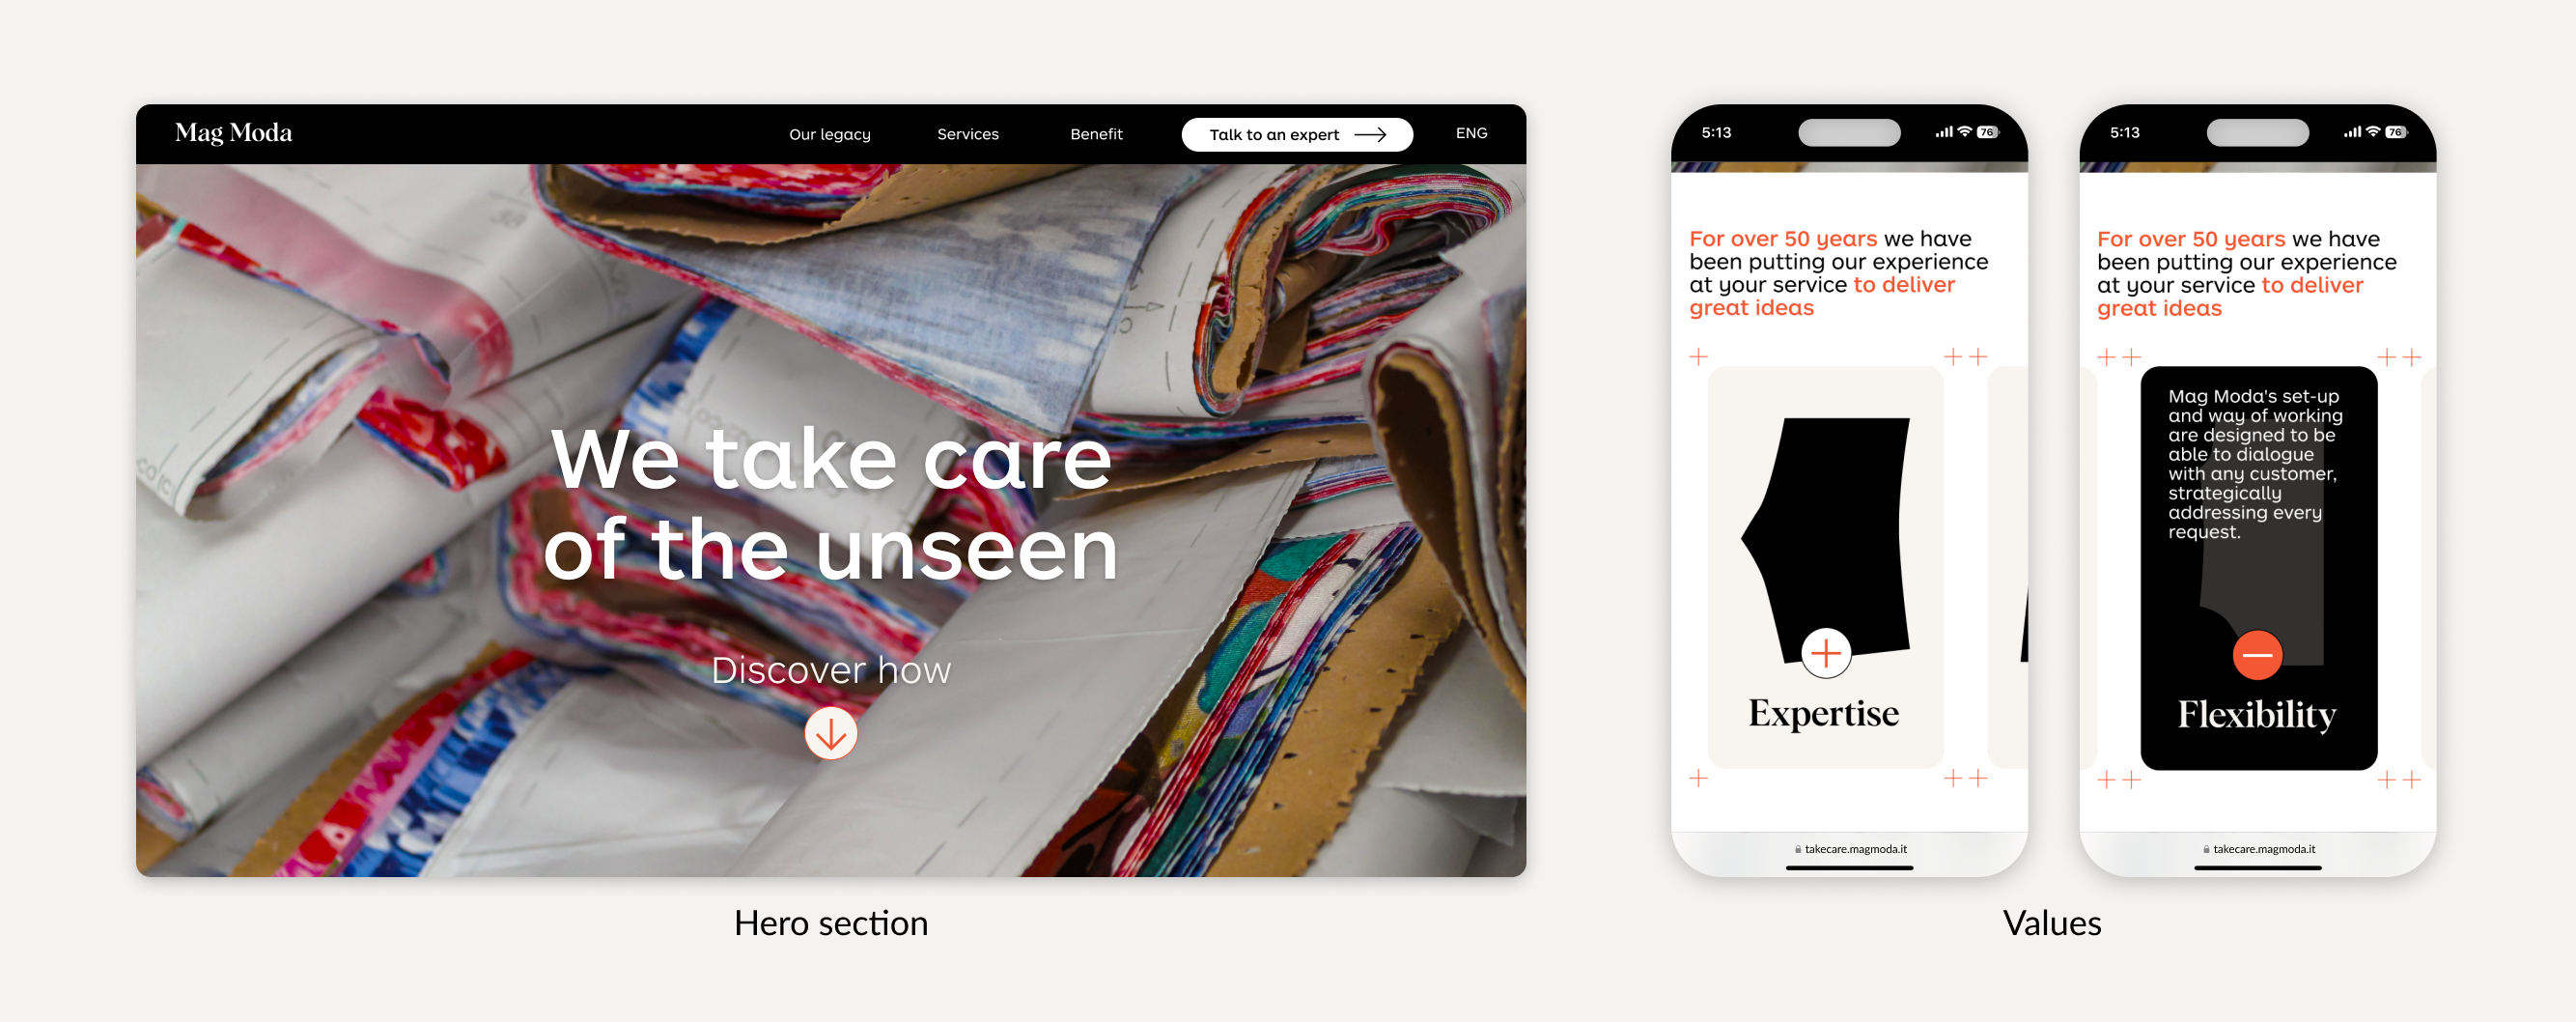 Mag Moda
Our legacy
Services
Benefit
Talk to an expert
ENG
38
We take care
of the unseen
Discover how
Hero section
5:13
76
For over 50 years we have
been putting our experience
at your service to deliver
great ideas
Expertise
takecare.magmoda.it
5:13
76
For over 50 years we have
been putting our experience
at your service to deliver
great ideas
Mag Moda's set-up
and way of working
are designed to be
able to dialogue
with any customer,
strategically
addressing every
request.
Flexibility
takecare.magmoda.it
Values